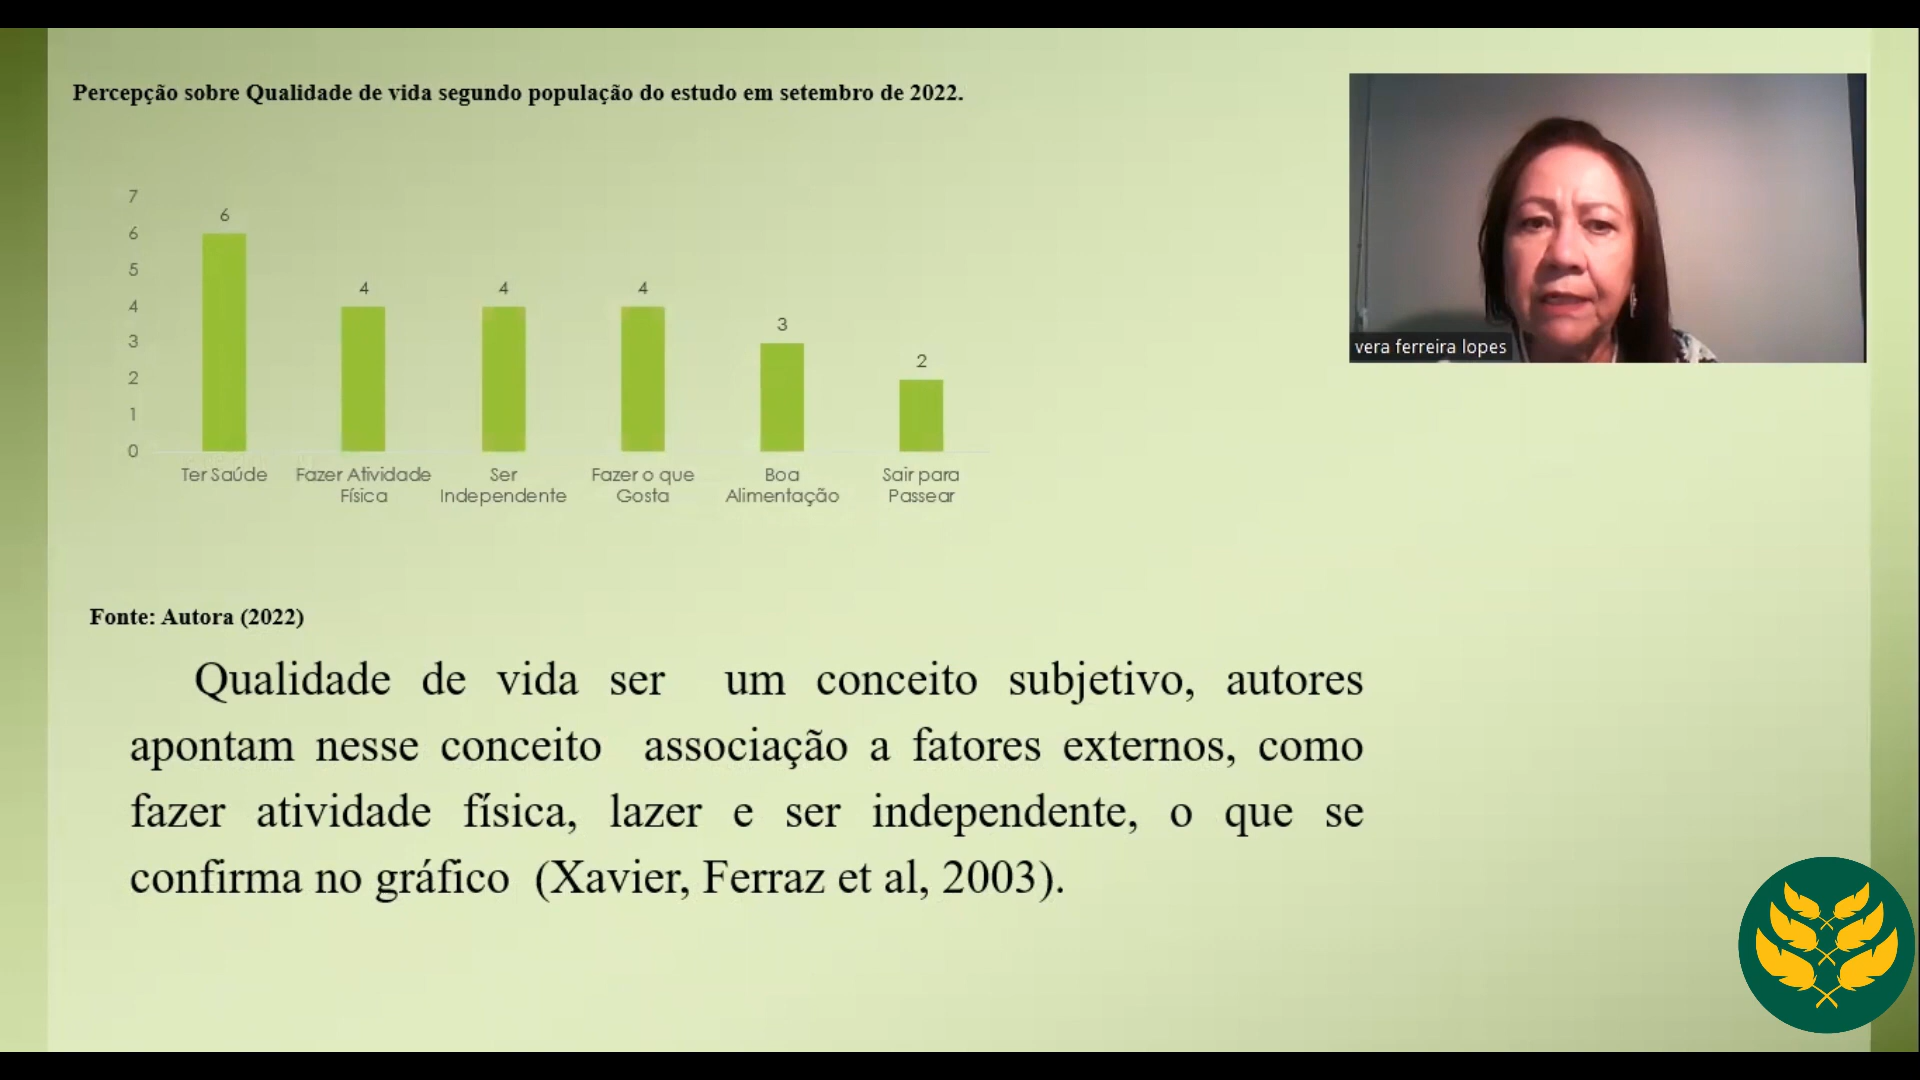 Percepção sobre Qualidade de vida segundo população do estudo em setembro de 2022.
7
6
5
4
3
2
1
0
6
4
4
4
3
2
Ter Saúde
Fazer Atividade
Física
Ser
Independente
Fazer o que
Gosta
Boa
Alimentação
Sair para
Passear
vera ferreira lopes
Fonte: Autora (2022)
Qualidade de vida ser um conceito subjetivo, autores
apontam nesse conceito associação a fatores externos, como
fazer atividade física, lazer e ser independente, o que se
confirma no gráfico (Xavier, Ferraz et al, 2003).